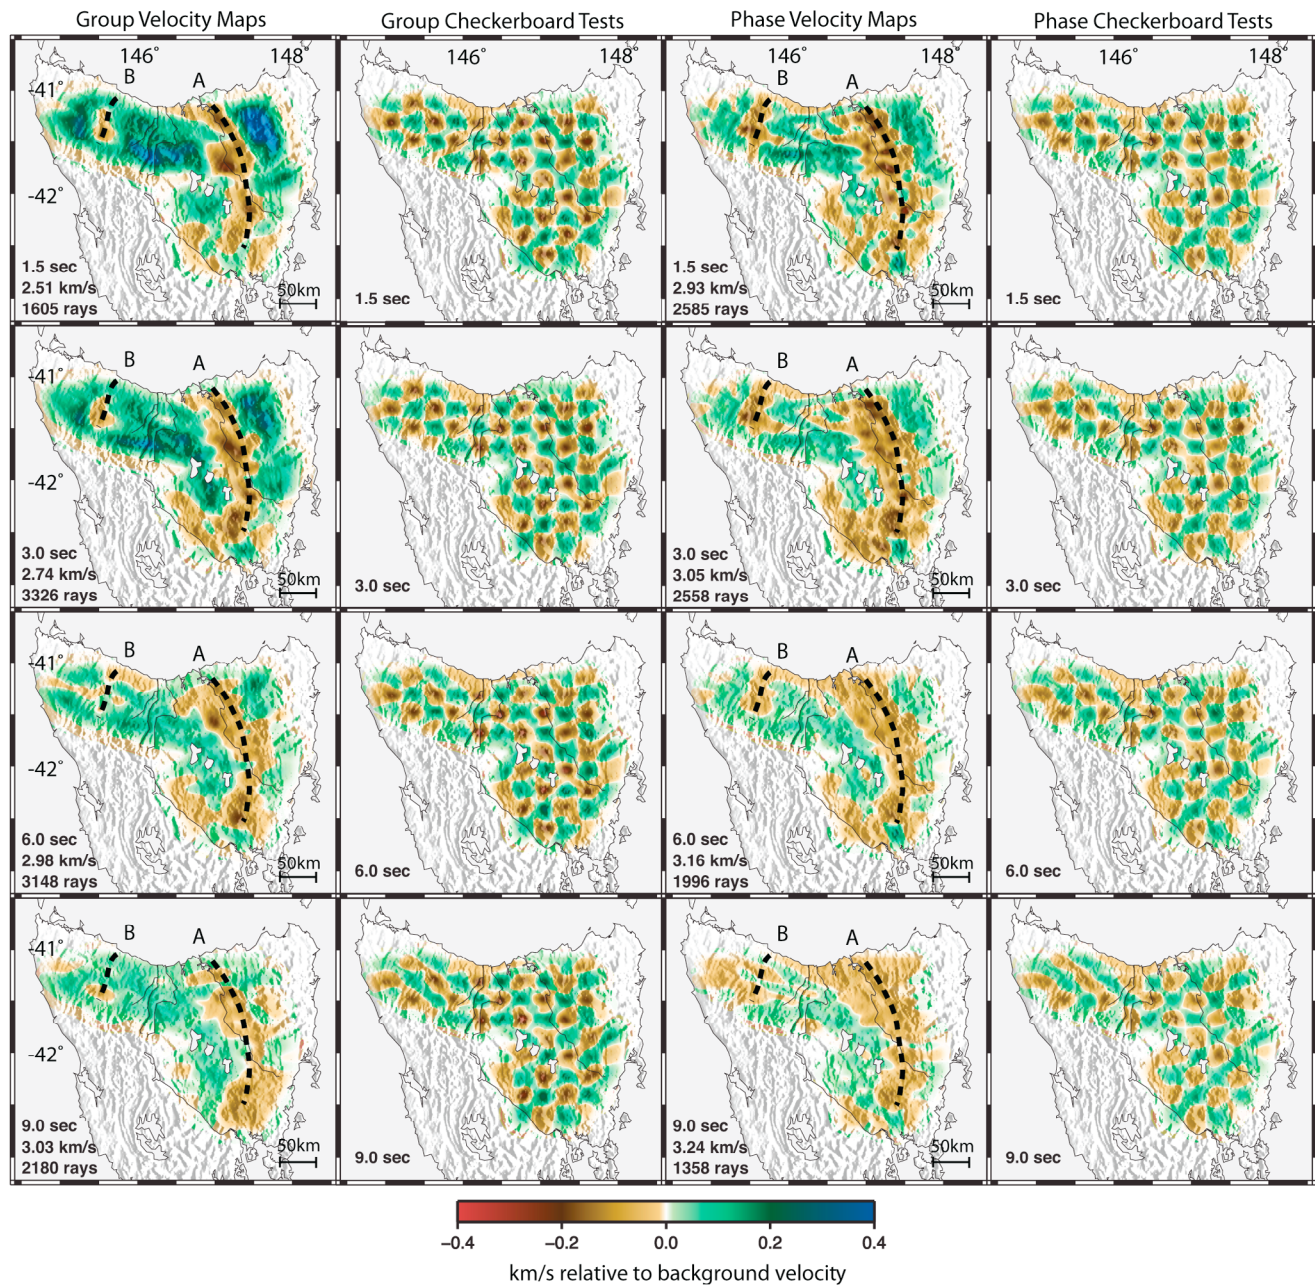 Group Velocity Maps Group Checkerboard Tests Phase Velocity Maps Phase Checkerboard Tests
146° 148° 146° 148° 146° 148° 146° 148°
B A B A
-41°
-42°
1.5 sec
2.51 km/s
1605 rays
50km
1.5 sec
1.5 sec
2.93 km/s
2585 rays
50km
1.5 sec
B A B A
-41°
-42°
3.0 sec
2.74 km/s
3326 rays
50km
3.0 sec
3.0 sec
3.05 km/s
2558 rays
50km
3.0 sec
B A B A
-41°
-42°
6.0 sec
2.98 km/s
3148 rays
50km
6.0 sec
6.0 sec
3.16 km/s
1996 rays
50km
6.0 sec
B A B A
-41°
-42°
9.0 sec
3.03 km/s
2180 rays
50km
9.0 sec
9.0 sec
3.24 km/s
1358 rays
50km
9.0 sec
−0.4 −0.2 0.0 0.2 0.4
km/s relative to background velocity